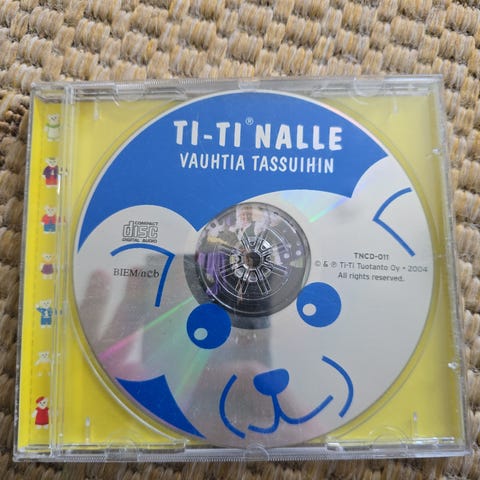 TI-TI® NALLE
VAUHTIA TASSUIHIN
COMPACT
disc
DIGITAL AUDIO
BIEM/ncb
TNCD-011
© & ℗ Ti-Ti Tuotanto Oy • 2004
All rights reserved.